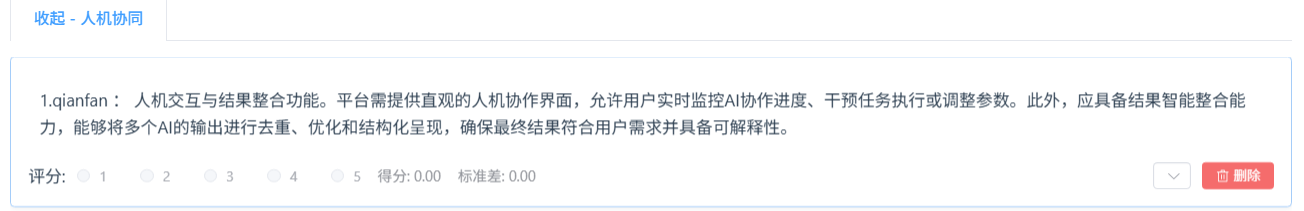 收起 - 人机协同
1.qianfan： 人机交互与结果整合功能。平台需提供直观的人机协作界面，允许用户实时监控AI协作进度、干预任务执行或调整参数。此外，应具备结果智能整合能
力，能够将多个AI的输出进行去重、优化和结构化呈现，确保最终结果符合用户需求并具备可解释性。
评分: 1 2 3 4 5 得分: 0.00 标准差: 0.00 删除